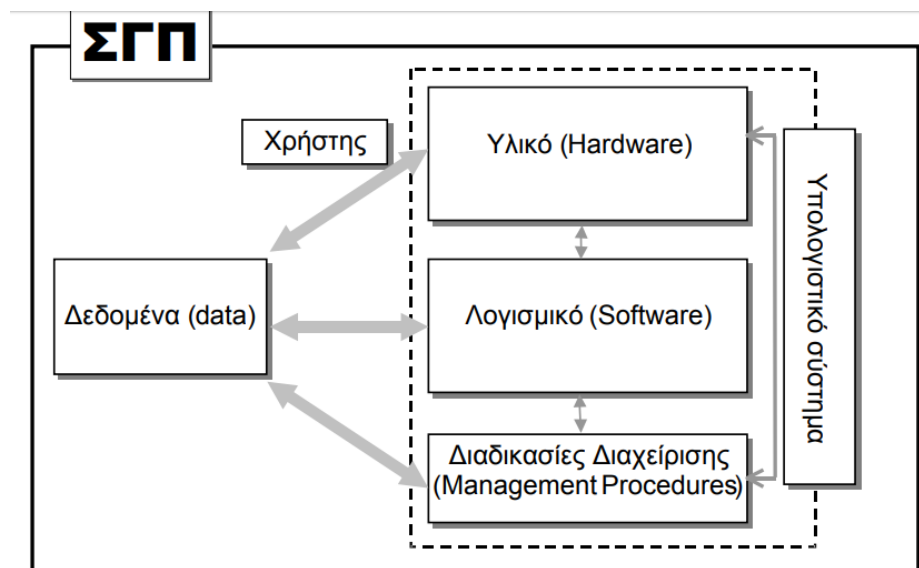 ΣΓΠ
Χρήστης
Υλικό (Hardware)
Δεδομένα (data)
Λογισμικό (Software)
Διαδικασίες Διαχείρισης
(Management Procedures)
Υπολογιστικό σύστημα